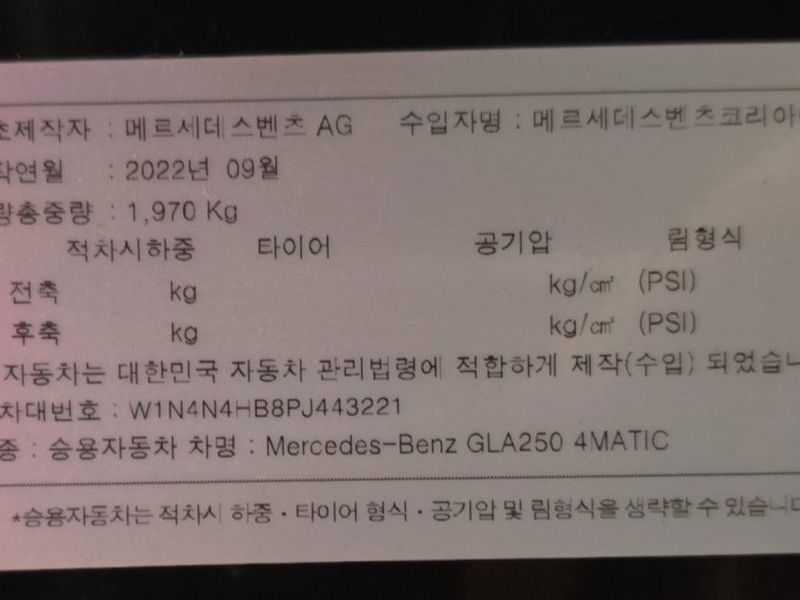 초제작자 : 메르세데스벤츠 AG 수입자명 : 메르세데스벤츠코리아
작연월 : 2022년 09월
량총중량 : 1,970 Kg
적차시하중 타이어 공기압 림형식
전축 kg kg/㎠ (PSI)
후축 kg kg/㎠ (PSI)
자동차는 대한민국 자동차 관리법령에 적합하게 제작(수입) 되었습니
차대번호 : W1N4N4HB8PJ443221
종 : 승용자동차 차명 : Mercedes-Benz GLA250 4MATIC
*승용자동차는 적차시 하중·타이어 형식·공기압 및 림형식을 생략할 수 있습니다